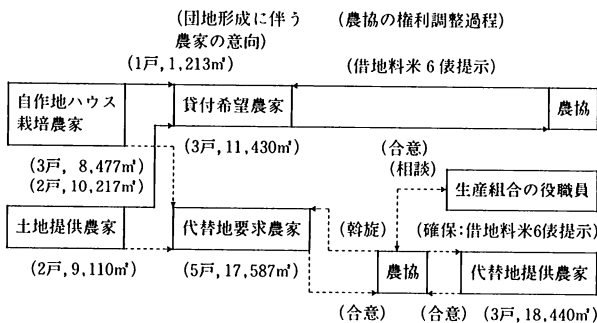 (団地形成に伴う
農家の意向)
(農協の権利調整過程)
(1戸,1,213㎡)
(借地料米6俵提示)
自作地ハウス
栽培農家
貸付希望農家
農協
(3戸, 8,477㎡)
(2戸,10,217㎡)
(3戸,11,430㎡)
(合意)
(相談)
生産組合の役職員
土地提供農家
代替地要求農家
(斡旋)
(確保:借地料米6俵提示)
農協
代替地提供農家
(2戸,9,110㎡)
(5戸,17,587㎡)
(合意)
(合意)
(3戸,18,440㎡)